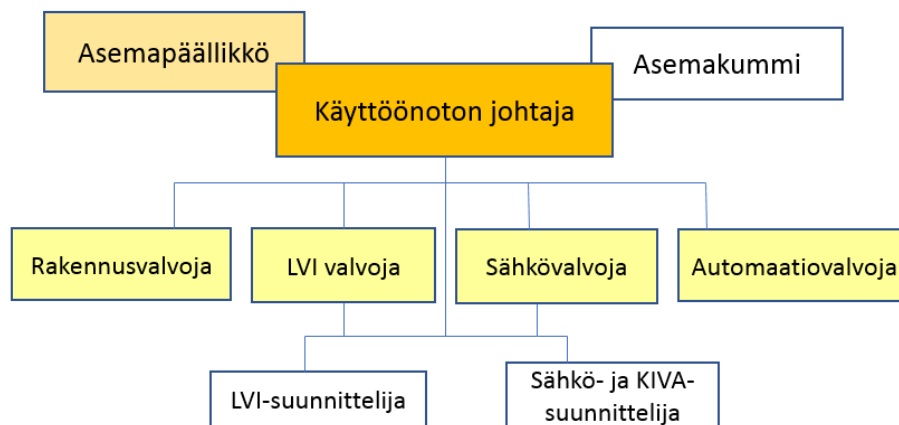 Asemapäällikkö
Asemakummi
Käyttöönoton johtaja
Rakennusvalvoja
LVI valvoja
Sähkövalvoja
Automaatiovalvoja
LVI-suunnittelija
Sähkö- ja KIVA-
suunnittelija